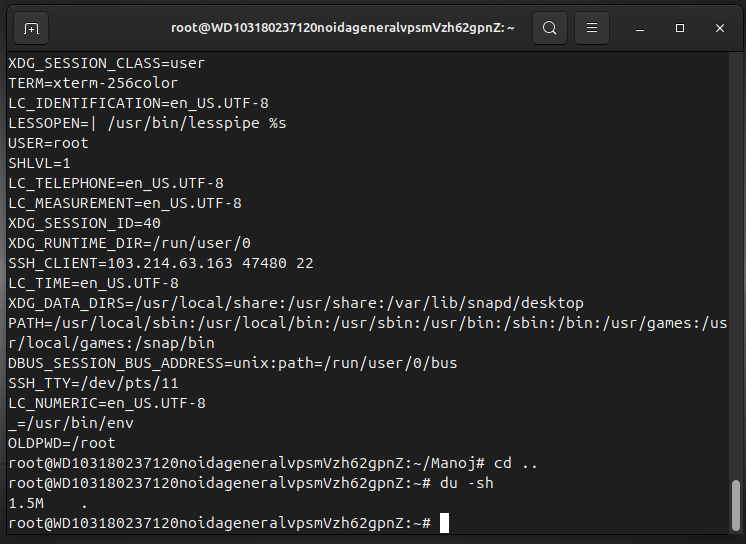 root@WD103180237120noidageneralvpsmVzh62gpnZ: ~
XDG_SESSION_CLASS=user
TERM=xterm-256color
LC_IDENTIFICATION=en_US.UTF-8
LESSOPEN=| /usr/bin/lesspipe %s
USER=root
SHLVL=1
LC_TELEPHONE=en_US.UTF-8
LC_MEASUREMENT=en_US.UTF-8
XDG_SESSION_ID=40
XDG_RUNTIME_DIR=/run/user/0
SSH_CLIENT=103.214.63.163 47480 22
LC_TIME=en_US.UTF-8
XDG_DATA_DIRS=/usr/local/share:/usr/share:/var/lib/snapd/desktop
PATH=/usr/local/sbin:/usr/local/bin:/usr/sbin:/usr/bin:/sbin:/bin:/usr/games:/us
r/local/games:/snap/bin
DBUS_SESSION_BUS_ADDRESS=unix:path=/run/user/0/bus
SSH_TTY=/dev/pts/11
LC_NUMERIC=en_US.UTF-8
_=/usr/bin/env
OLDPWD=/root
root@WD103180237120noidageneralvpsmVzh62gpnZ:~/Manoj# cd ..
root@WD103180237120noidageneralvpsmVzh62gpnZ:~# du -sh
1.5M    .
root@WD103180237120noidageneralvpsmVzh62gpnZ:~#